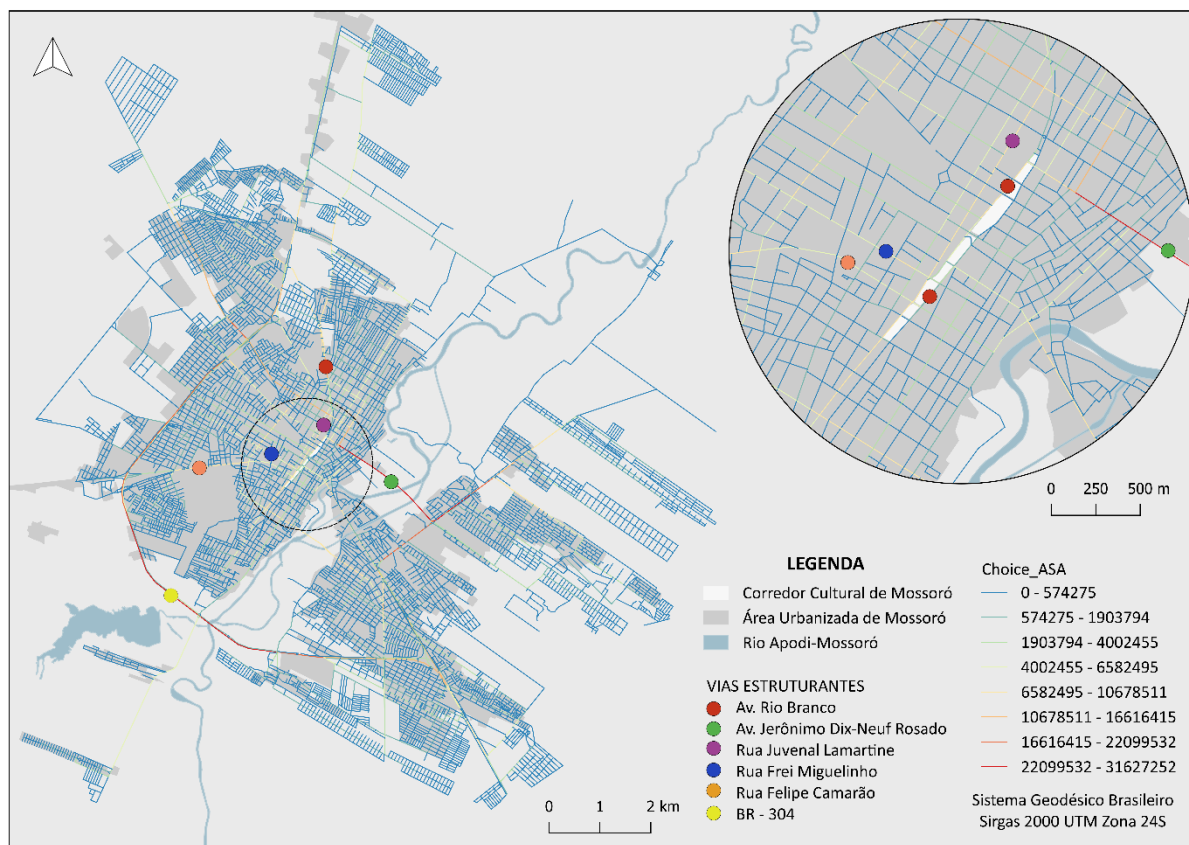 0 250 500 m
LEGENDA
Corredor Cultural de Mossoró
Área Urbanizada de Mossoró
Rio Apodi-Mossoró
VIAS ESTRUTURANTES
Av. Rio Branco
Av. Jerônimo Dix-Neuf Rosado
Rua Juvenal Lamartine
Rua Frei Miguelinho
Rua Felipe Camarão
BR - 304
Choice_ASA
0 - 574275
574275 - 1903794
1903794 - 4002455
4002455 - 6582495
6582495 - 10678511
10678511 - 16616415
16616415 - 22099532
22099532 - 31627252
Sistema Geodésico Brasileiro
Sirgas 2000 UTM Zona 24S
0 1 2 km